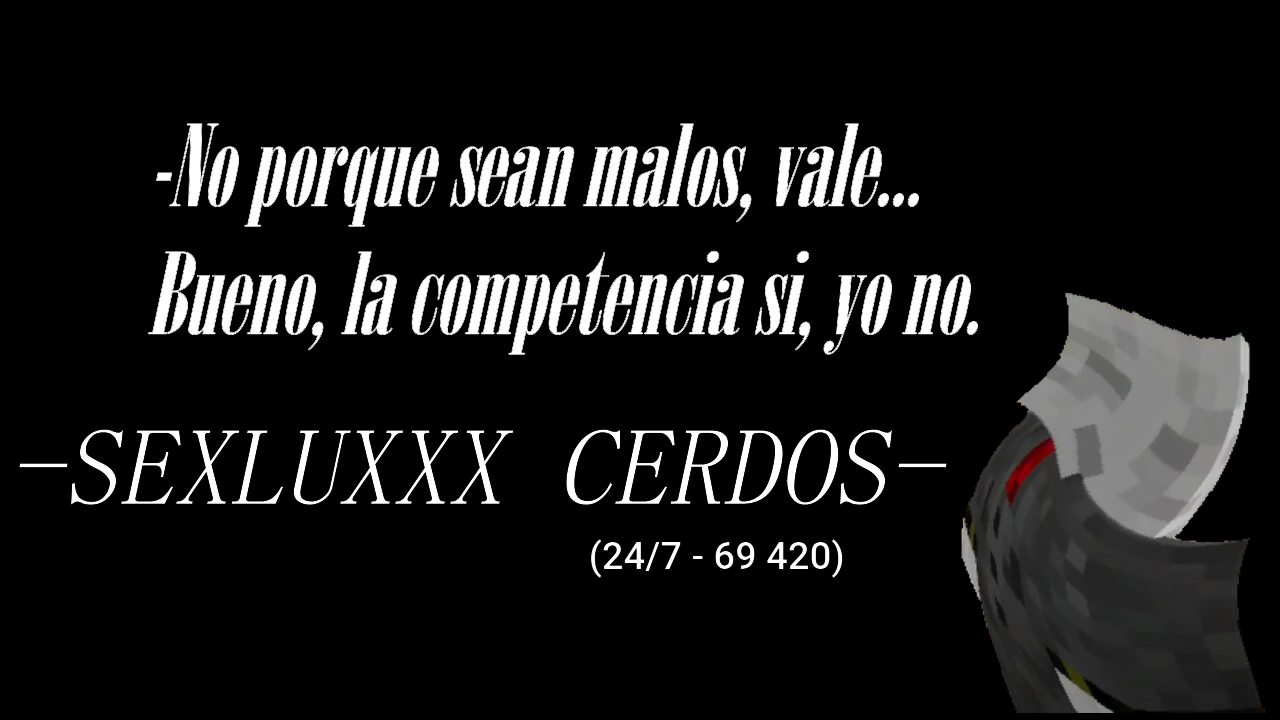 -No porque sean malos, vale...
Bueno, la competencia si, yo no.
—SEXLUXXX CERDOS—
(24/7 - 69 420)